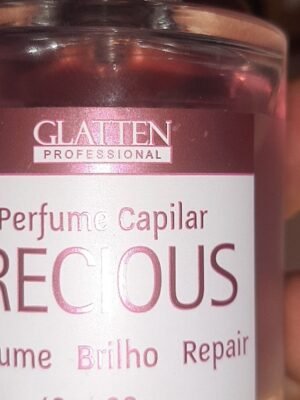 GLATTEN
PROFESSIONAL
Perfume Capilar
RECIOUS
ume Brilho Repair